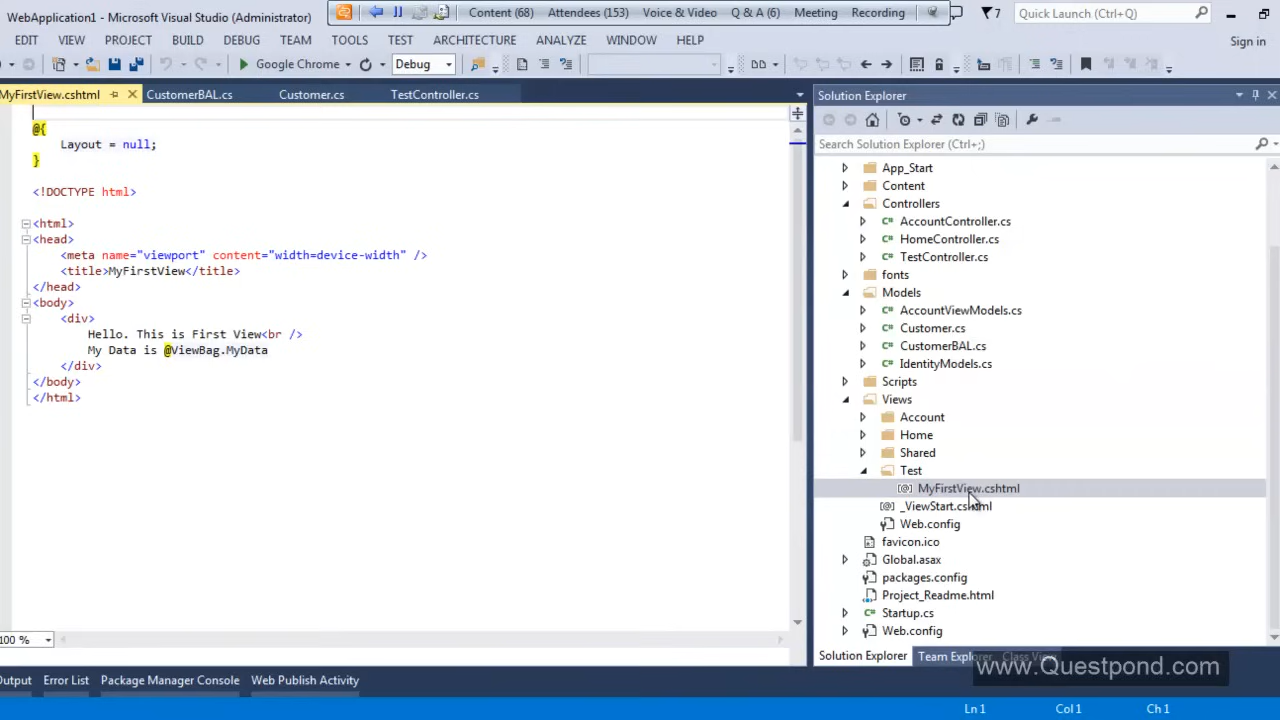 WebApplication1 - Microsoft Visual Studio (Administrator)
Content (68) Attendees (153) Voice & Video Q & A (6) Meeting Recording
7
Quick Launch (Ctrl+Q)
EDIT VIEW PROJECT BUILD DEBUG TEAM TOOLS TEST ARCHITECTURE ANALYZE WINDOW HELP
Sign in
Google Chrome Debug
MyFirstView.cshtml CustomerBAL.cs Customer.cs TestController.cs
@{
Layout = null;
}
<!DOCTYPE html>
<html>
<head>
<meta name="viewport" content="width=device-width" />
<title>MyFirstView</title>
</head>
<body>
<div>
Hello. This is First View<br />
My Data is @ViewBag.MyData
</div>
</body>
</html>
100 %
Solution Explorer
Search Solution Explorer (Ctrl+;)
App_Start
Content
Controllers
AccountController.cs
HomeController.cs
TestController.cs
fonts
Models
AccountViewModels.cs
Customer.cs
CustomerBAL.cs
IdentityModels.cs
Scripts
Views
Account
Home
Shared
Test
MyFirstView.cshtml
_ViewStart.cshtml
Web.config
favicon.ico
Global.asax
packages.config
Project_Readme.html
Startup.cs
Web.config
Solution Explorer Team Explorer Class View
www.Questpond.com
Output Error List Package Manager Console Web Publish Activity
Ln 1 Col 1 Ch 1